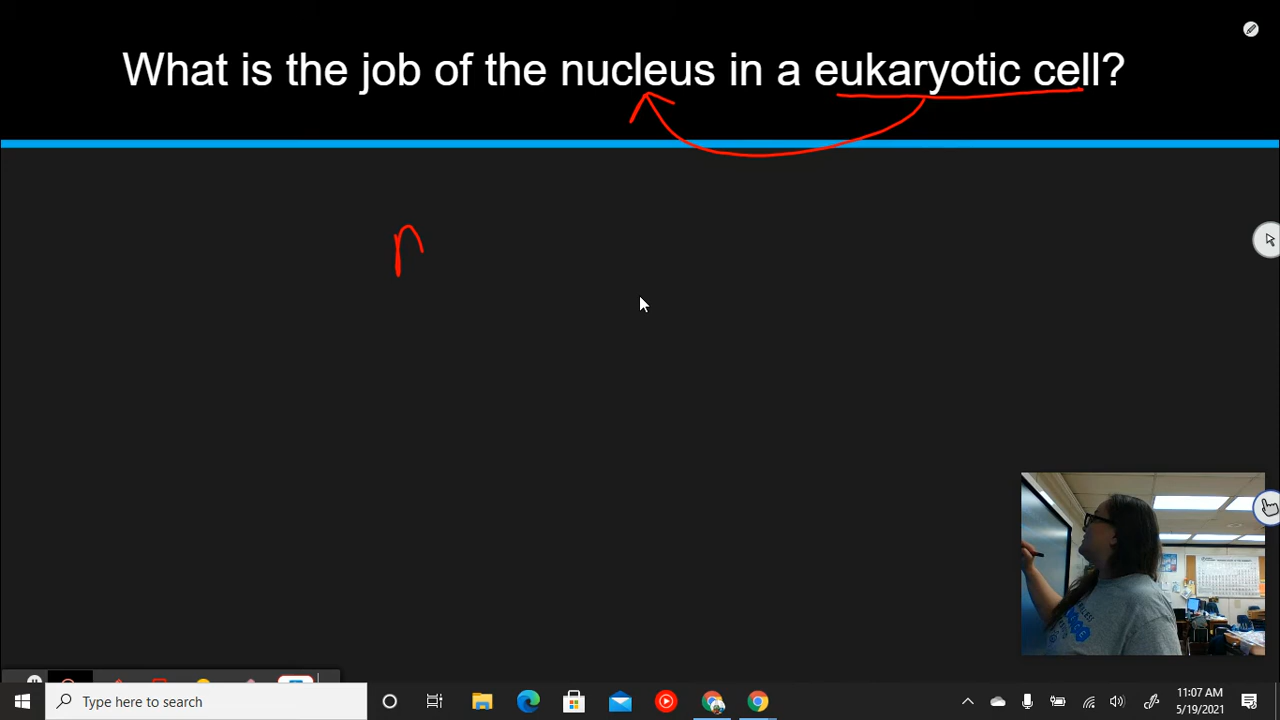 What is the job of the nucleus in a eukaryotic cell?
n
Type here to search
11:07 AM
5/19/2021